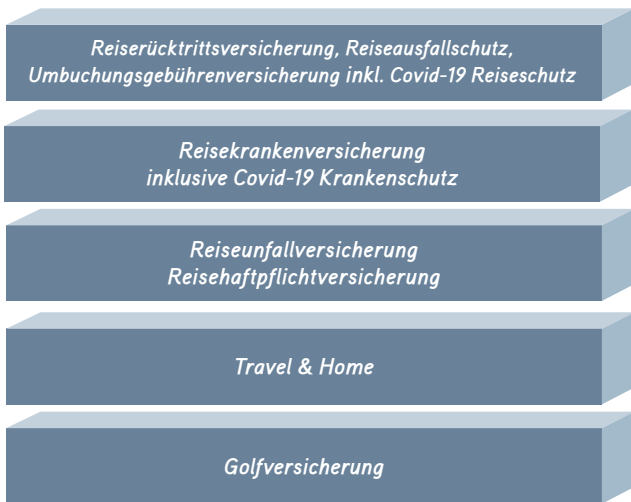 Reiserücktrittsversicherung, Reiseausfallschutz,
Umbuchungsgebührenversicherung inkl. Covid-19 Reiseschutz
Reisekrankenversicherung
inklusive Covid-19 Krankenschutz
Reiseunfallversicherung
Reisehaftpflichtversicherung
Travel & Home
Golfversicherung